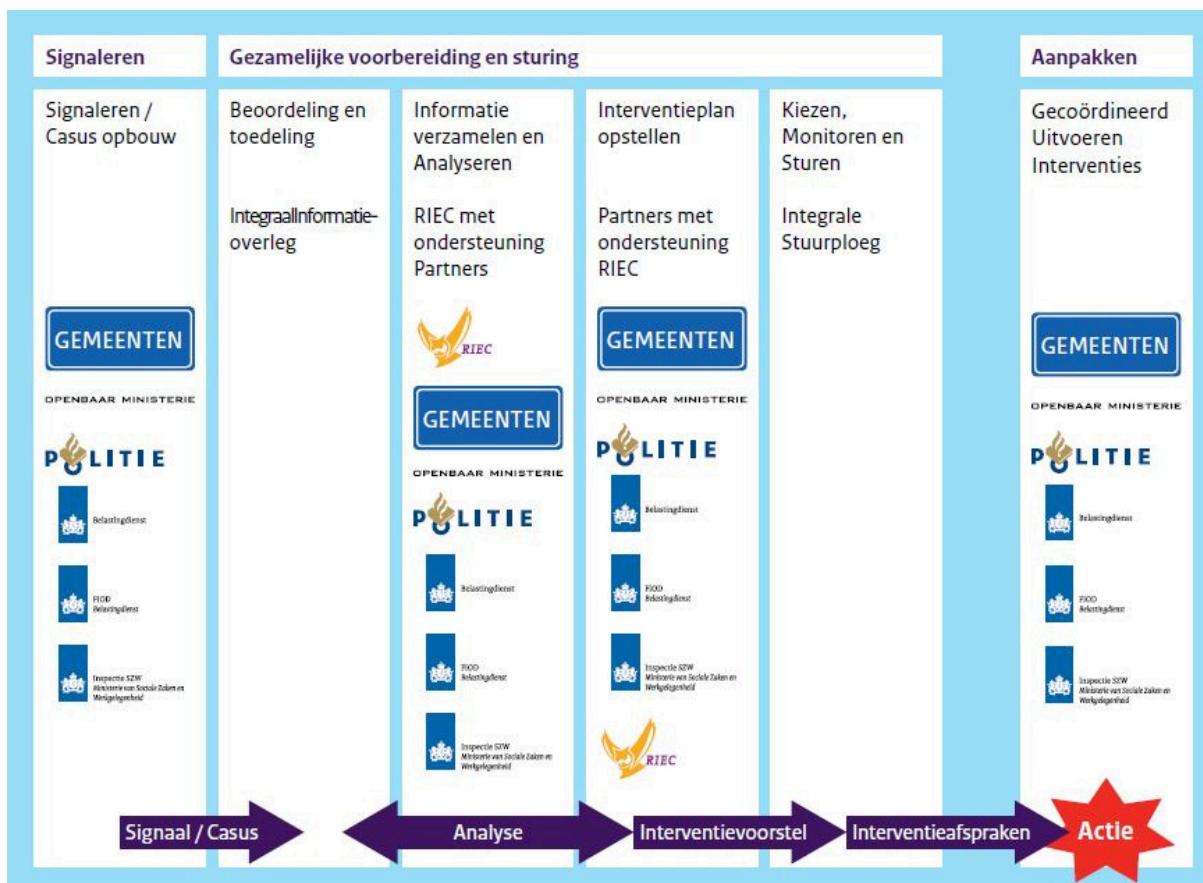 Signaleren
Gezamelijke voorbereiding en sturing
Aanpakken
Signaleren /
Casus opbouw
GEMEENTEN
OPENBAAR MINISTERIE
POLITIE
Belastingdienst
FIOD
Belastingdienst
Inspectie SZW
Ministerie van Sociale Zaken en
Werkgelegenheid
Beoordeling en
toedeling
IntegraalInformatie-
overleg
Informatie
verzamelen en
Analyseren
RIEC met
ondersteuning
Partners
RIEC
GEMEENTEN
OPENBAAR MINISTERIE
POLITIE
Belastingdienst
FIOD
Belastingdienst
Inspectie SZW
Ministerie van Sociale Zaken en
Werkgelegenheid
Interventieplan
opstellen
Partners met
ondersteuning
RIEC
GEMEENTEN
OPENBAAR MINISTERIE
POLITIE
Belastingdienst
FIOD
Belastingdienst
Inspectie SZW
Ministerie van Sociale Zaken en
Werkgelegenheid
RIEC
Kiezen,
Monitoren en
Sturen
Integrale
Stuurploeg
Gecoördineerd
Uitvoeren
Interventies
GEMEENTEN
OPENBAAR MINISTERIE
POLITIE
Belastingdienst
FIOD
Belastingdienst
Inspectie SZW
Ministerie van Sociale Zaken en
Werkgelegenheid
Signaal / Casus
Analyse
Interventievoorstel
Interventieafspraken
Actie